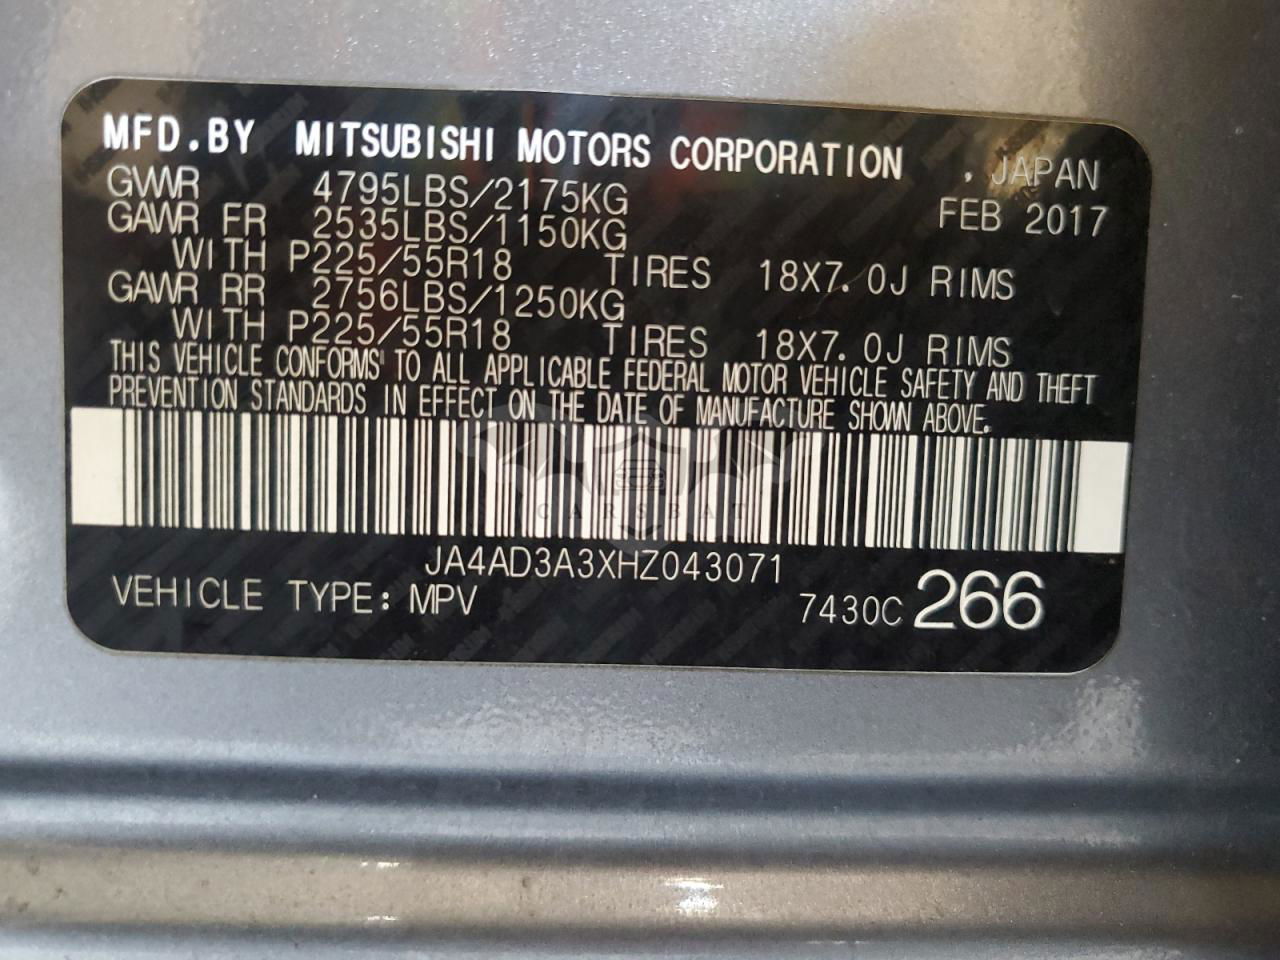 MFD.BY MITSUBISHI MOTORS CORPORATION , JAPAN
GVWR 4795LBS/2175KG FEB 2017
GAWR FR 2535LBS/1150KG
WITH P225/55R18 TIRES 18X7.0J RIMS
GAWR RR 2756LBS/1250KG
WITH P225/55R18 TIRES 18X7.0J RIMS
THIS VEHICLE CONFORMS TO ALL APPLICABLE FEDERAL MOTOR VEHICLE SAFETY AND THEFT
PREVENTION STANDARDS IN EFFECT ON THE DATE OF MANUFACTURE SHOWN ABOVE.
CARSBAT
JA4AD3A3XHZ043071
VEHICLE TYPE: MPV 7430C 266